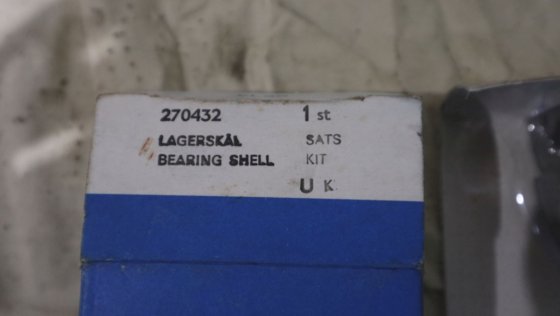 270432 1 st
LAGERSKÅL SATS
BEARING SHELL KIT
U K